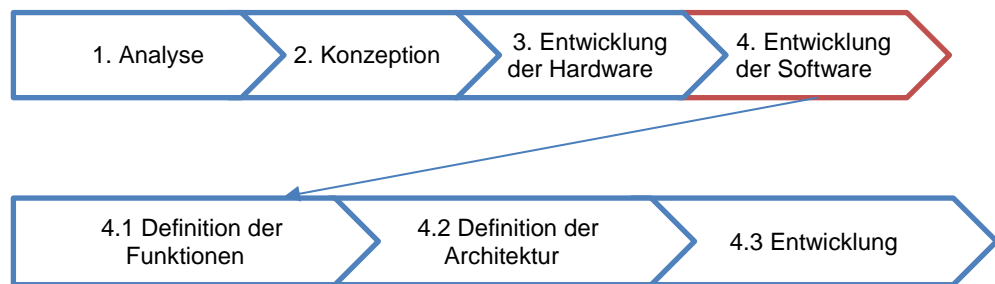 1. Analyse
2. Konzeption
3. Entwicklung
der Hardware
4. Entwicklung
der Software
4.1 Definition der
Funktionen
4.2 Definition der
Architektur
4.3 Entwicklung